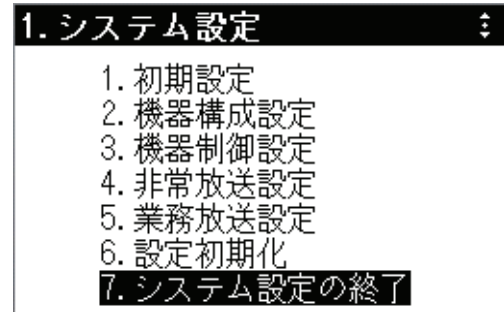 1.システム設定
1.初期設定
2.機器構成設定
3.機器制御設定
4.非常放送設定
5.業務放送設定
6.設定初期化
7.システム設定の終了